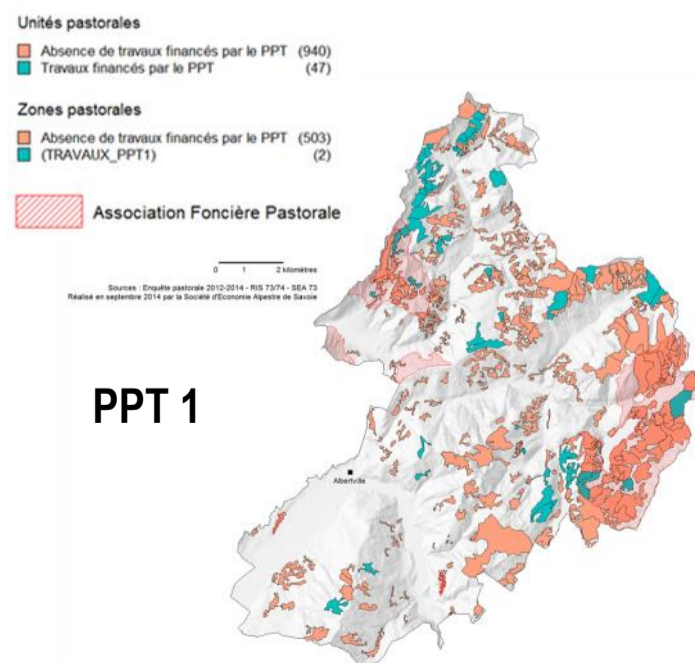 Unités pastorales
Absence de travaux financés par le PPT (940)
Travaux financés par le PPT (47)
Zones pastorales
Absence de travaux financés par le PPT (503)
(TRAVAUX_PPT1) (2)
Association Foncière Pastorale
0 1 2 kilomètres
Sources : Enquête pastorale 2012-2014 - RIS 73/74 - SEA 73
Réalisé en septembre 2014 par la Société d'Economie Alpestre de Savoie
PPT 1
Albertville